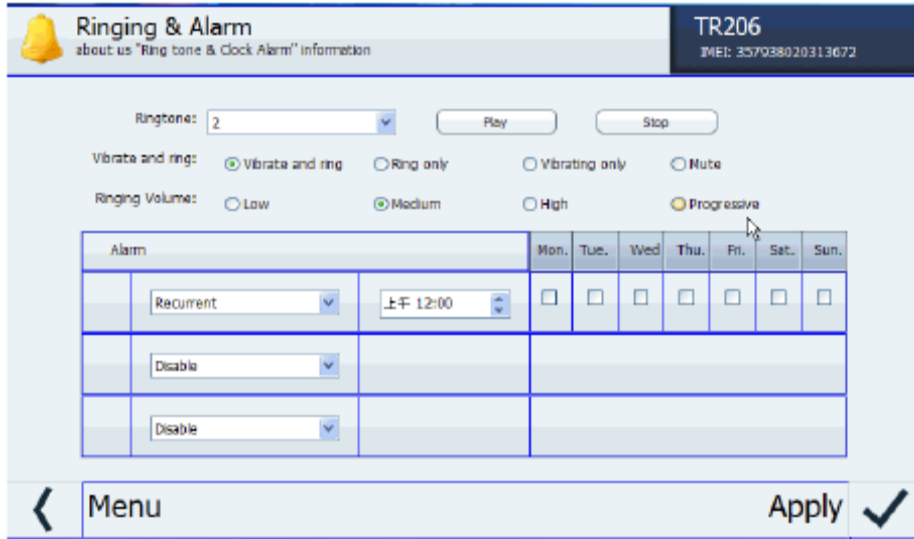 Ringing & Alarm
about us "Ring tone & Clock Alarm" information
TR206
IMEI: 357938020313672
Ringtone: 2 Play Stop
Vibrate and ring: Vibrate and ring Ring only Vibrating only Mute
Ringing Volume: Low Medium High Progressive
Alarm Mon. Tue. Wed Thu. Fri. Sat. Sun.
Recurrent 上午 12:00
Disable
Disable
Menu Apply